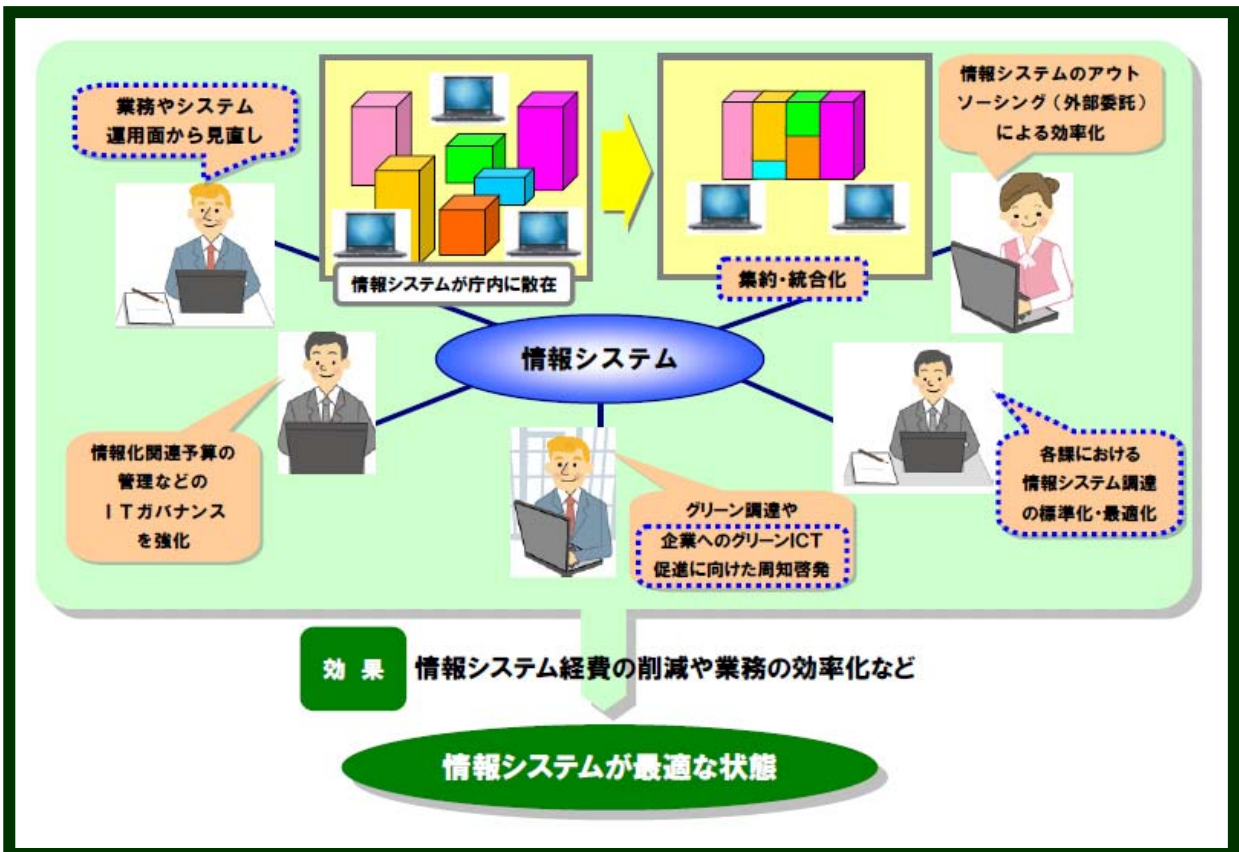 業務やシステム
運用面から見直し
情報システムが庁内に散在
集約・統合化
情報システムのアウト
ソーシング（外部委託）
による効率化
情報システム
情報化関連予算の
管理などの
ＩＴガバナンス
を強化
グリーン調達や
企業へのグリーンICT
促進に向けた周知啓発
各課における
情報システム調達
の標準化・最適化
効 果
情報システム経費の削減や業務の効率化など
情報システムが最適な状態